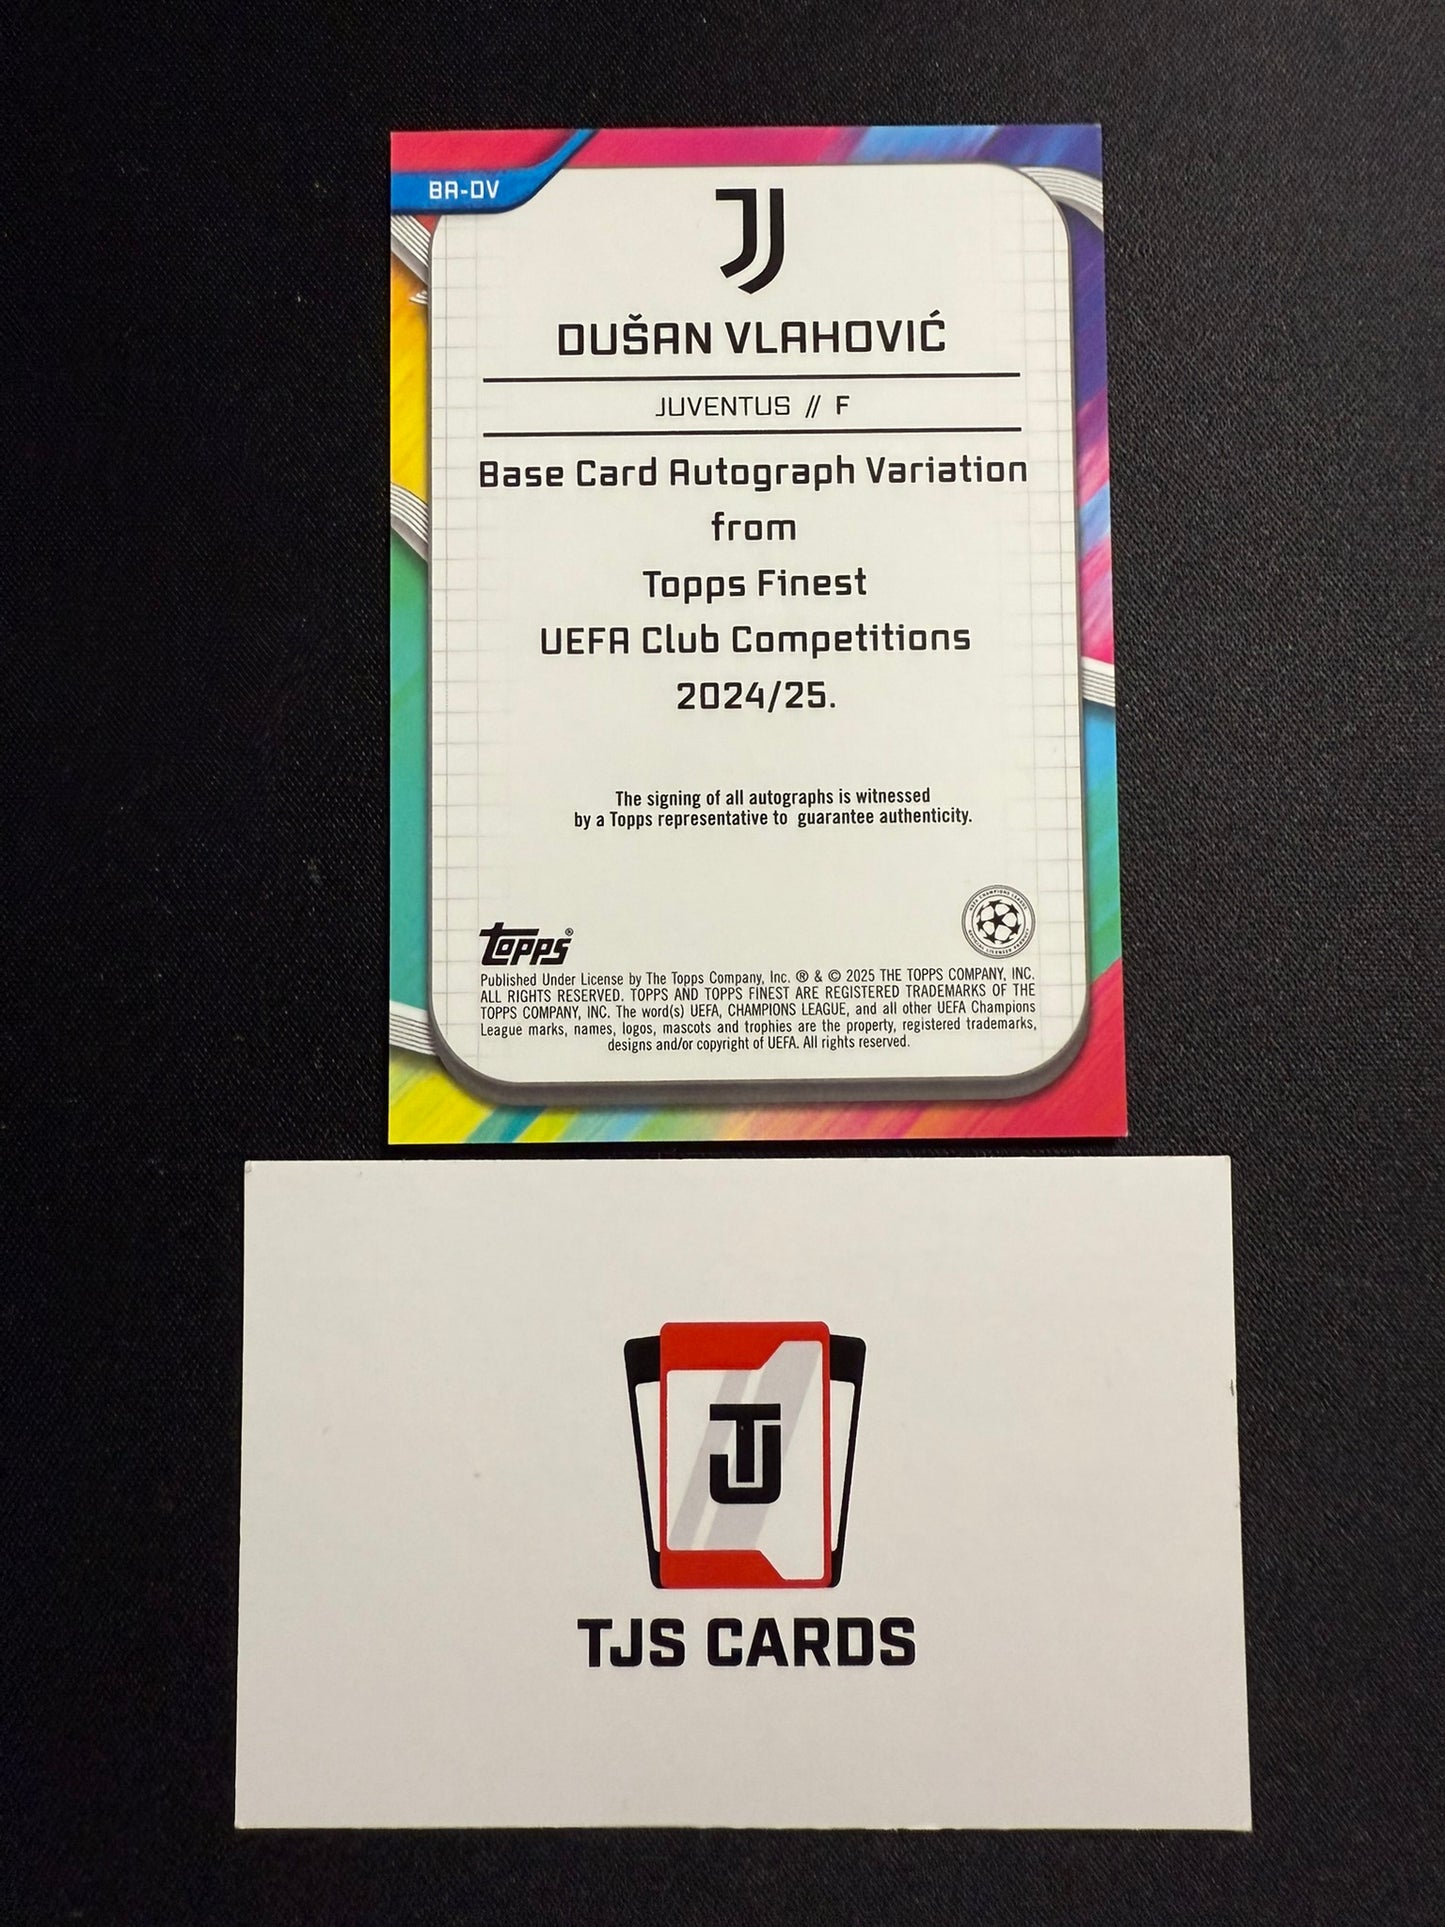 BA-DV
DUŠAN VLAHOVIĆ
JUVENTUS // F
Base Card Autograph Variation
from
Topps Finest
UEFA Club Competitions
2024/25.
The signing of all autographs is witnessed
by a Topps representative to guarantee authenticity.
topps®
Published Under License by The Topps Company, Inc. ® & © 2025 THE TOPPS COMPANY, INC.
ALL RIGHTS RESERVED. TOPPS AND TOPPS FINEST ARE REGISTERED TRADEMARKS OF THE
TOPPS COMPANY, INC. The word(s) UEFA, CHAMPIONS LEAGUE, and all other UEFA Champions
League marks, names, logos, mascots and trophies are the property, registered trademarks,
designs and/or copyright of UEFA. All rights reserved.
TJ
TJS CARDS